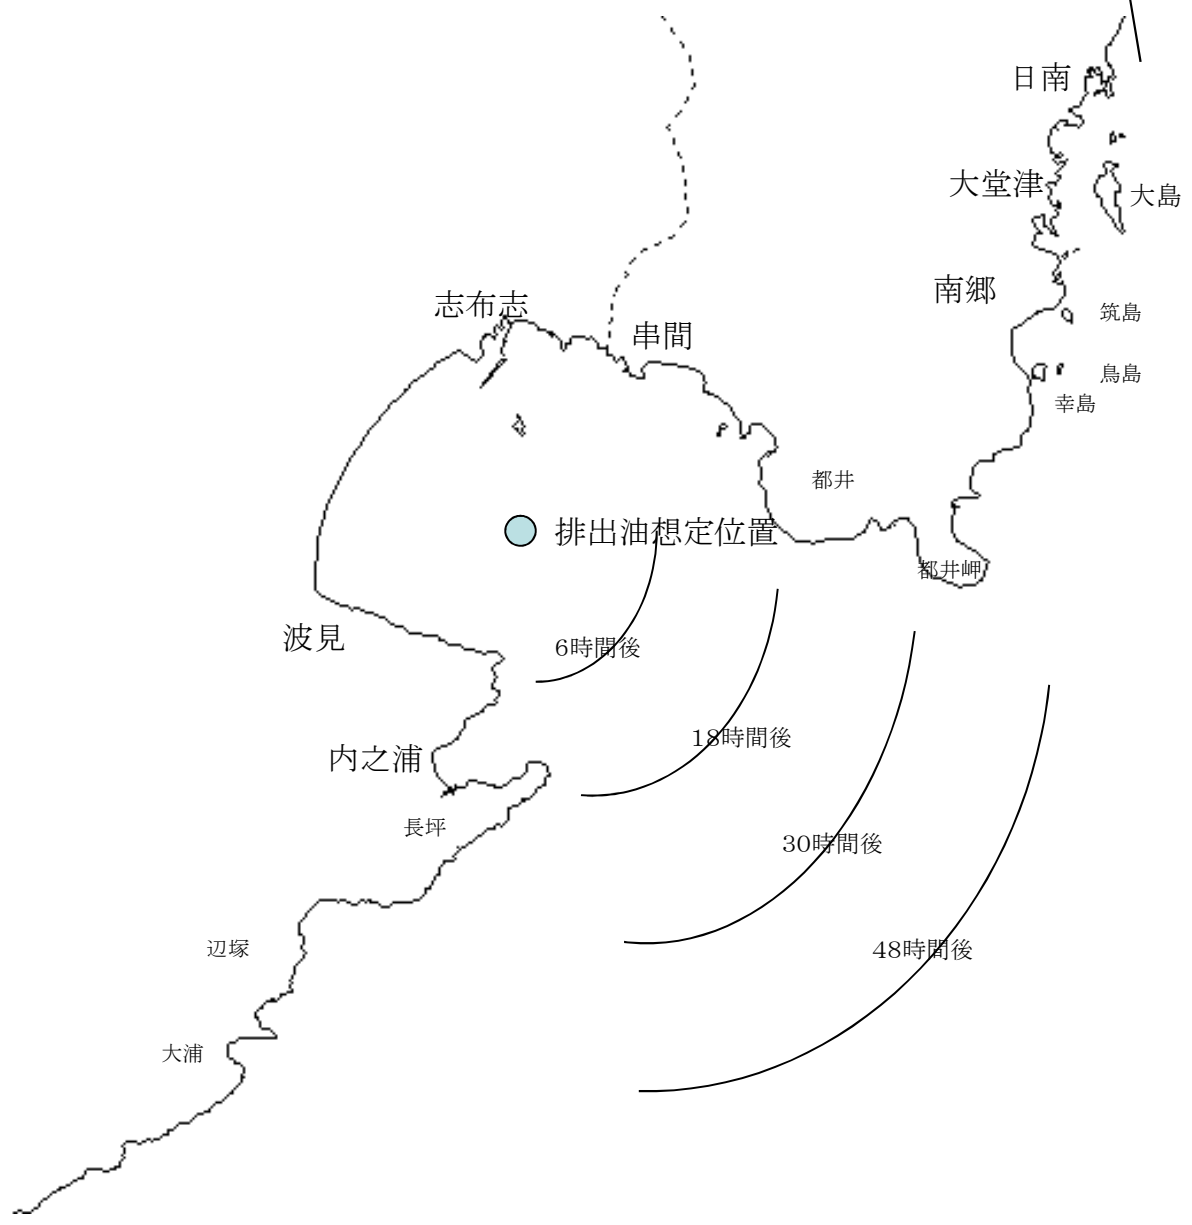 日南
大堂津
大島
南郷
志布志
筑島
串間
鳥島
幸島
都井
排出油想定位置
都井岬
波見
6時間後
18時間後
内之浦
長坪
30時間後
辺塚
48時間後
大浦